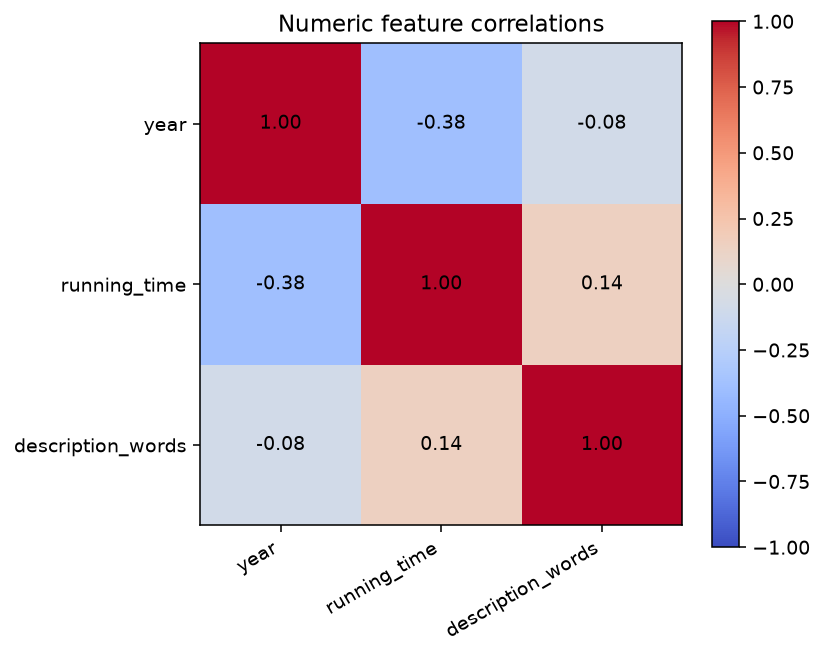 Numeric feature correlations
year
1.00
-0.38
-0.08
running_time
-0.38
1.00
0.14
description_words
-0.08
0.14
1.00
year
running_time
description_words
1.00
0.75
0.50
0.25
0.00
−0.25
−0.50
−0.75
−1.00